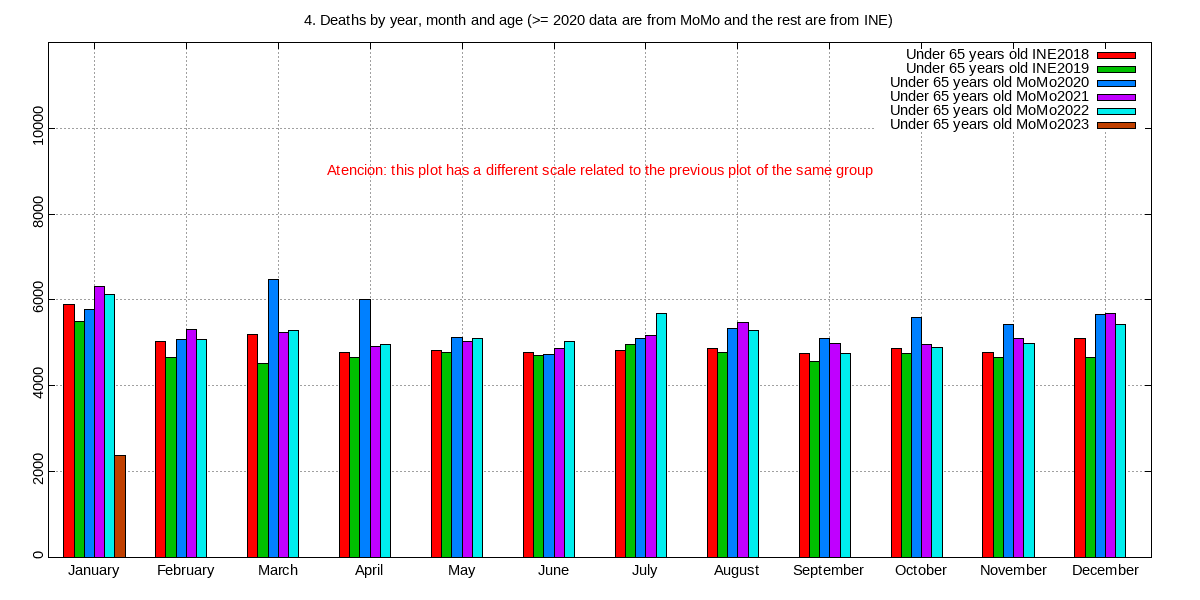 4. Deaths by year, month and age (>= 2020 data are from MoMo and the rest are from INE)
Under 65 years old INE2018
Under 65 years old INE2019
Under 65 years old MoMo2020
Under 65 years old MoMo2021
Under 65 years old MoMo2022
Under 65 years old MoMo2023
Atencion: this plot has a different scale related to the previous plot of the same group
10000
8000
6000
4000
2000
0
January February March April May June July August September October November December